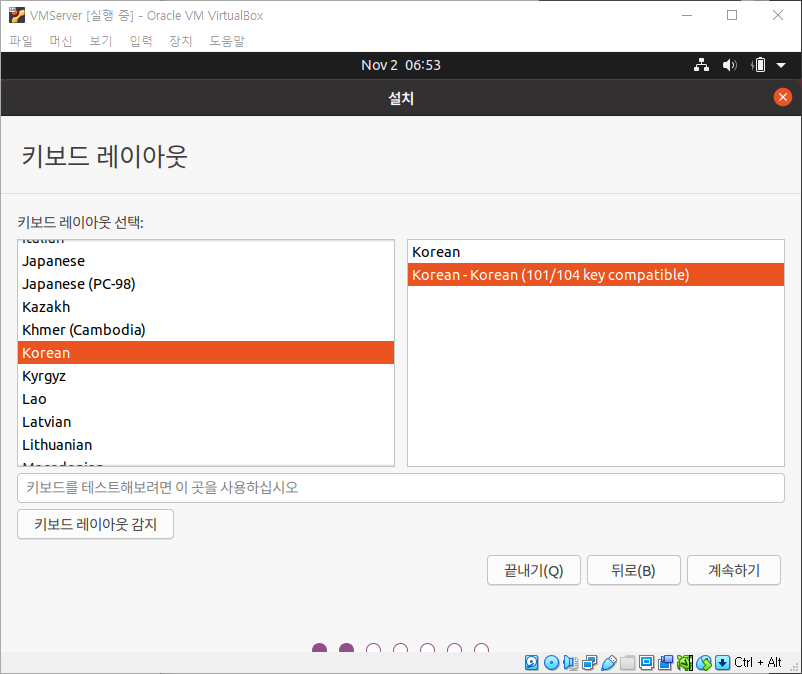 VMServer [실행 중] - Oracle VM VirtualBox
파일 머신 보기 입력 장치 도움말
Nov 2 06:53
설치
키보드 레이아웃
키보드 레이아웃 선택:
Italian
Japanese
Japanese (PC-98)
Kazakh
Khmer (Cambodia)
Korean
Kyrgyz
Lao
Latvian
Lithuanian
Macedonian
Korean
Korean - Korean (101/104 key compatible)
키보드를 테스트해보려면 이 곳을 사용하십시오
키보드 레이아웃 감지
끝내기(Q) 뒤로(B) 계속하기
Ctrl + Alt